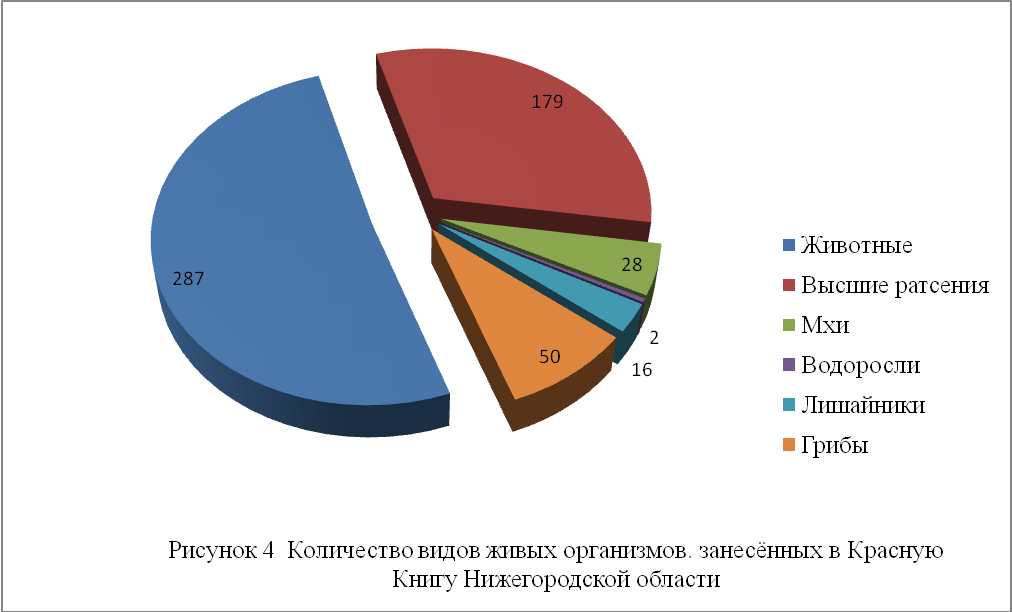 179
287
28
2
16
50
Животные
Высшие ратсения
Мхи
Водоросли
Лишайники
Грибы
Рисунок 4 Количество видов живых организмов. занесённых в Красную
Книгу Нижегородской области